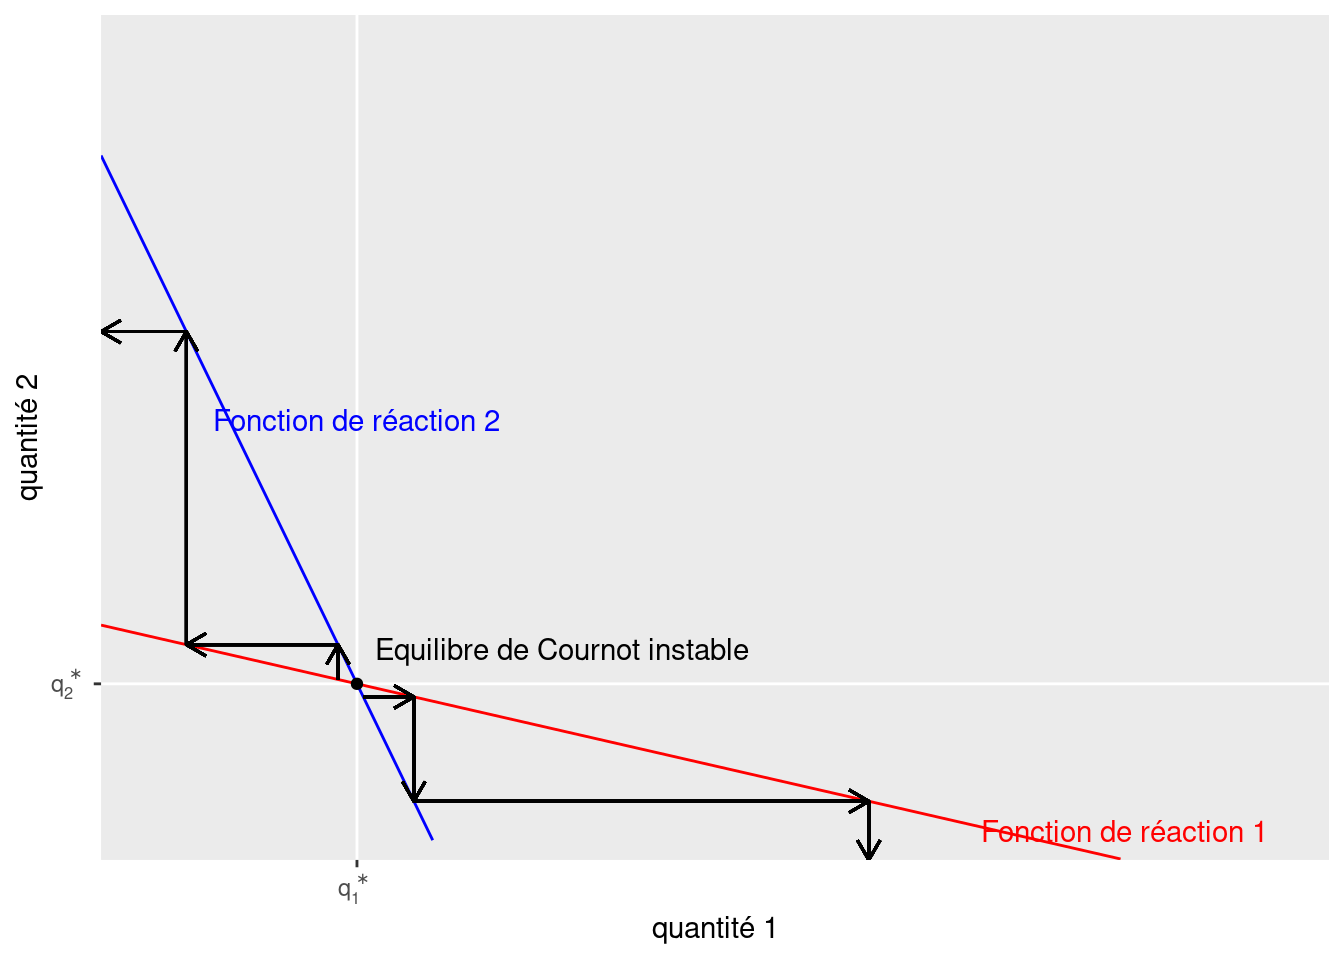 Fonction de réaction 2
quantité 2
Equilibre de Cournot instable
q₂*
Fonction de réaction 1
q₁*
quantité 1